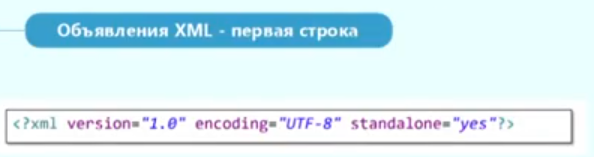 Объявления XML - первая строка
<?xml version="1.0" encoding="UTF-8" standalone="yes"?>